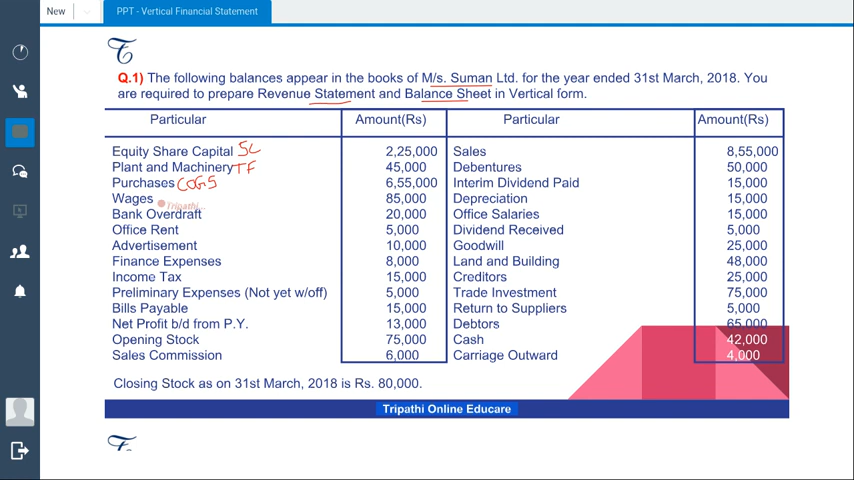 New
PPT - Vertical Financial Statement
Q.1) The following balances appear in the books of M/s. Suman Ltd. for the year ended 31st March, 2018. You
are required to prepare Revenue Statement and Balance Sheet in Vertical form.
Particular Amount(Rs) Particular Amount(Rs)
Equity Share Capital SC 2,25,000 Sales 8,55,000
Plant and Machinery TF 45,000 Debentures 50,000
Purchases COGS 6,55,000 Interim Dividend Paid 15,000
Wages 85,000 Depreciation 15,000
Tripathi...
Bank Overdraft 20,000 Office Salaries 15,000
Office Rent 5,000 Dividend Received 5,000
Advertisement 10,000 Goodwill 25,000
Finance Expenses 8,000 Land and Building 48,000
Income Tax 15,000 Creditors 25,000
Preliminary Expenses (Not yet w/off) 5,000 Trade Investment 75,000
Bills Payable 15,000 Return to Suppliers 5,000
Net Profit b/d from P.Y. 13,000 Debtors 65,000
Opening Stock 75,000 Cash 42,000
Sales Commission 6,000 Carriage Outward 4,000
Closing Stock as on 31st March, 2018 is Rs. 80,000.
Tripathi Online Educare